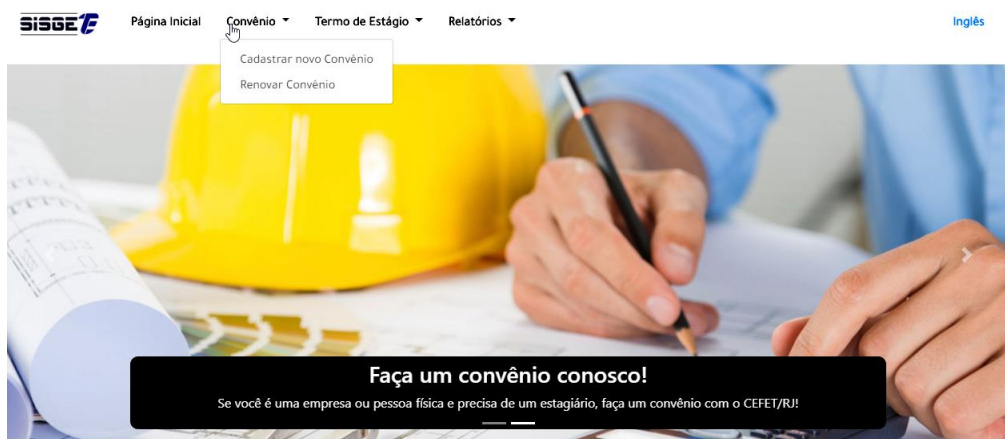 SISGEE
Página Inicial Convênio Termo de Estágio Relatórios Inglês
Cadastrar novo Convênio
Renovar Convênio
Faça um convênio conosco!
Se você é uma empresa ou pessoa física e precisa de um estagiário, faça um convênio com o CEFET/RJ!